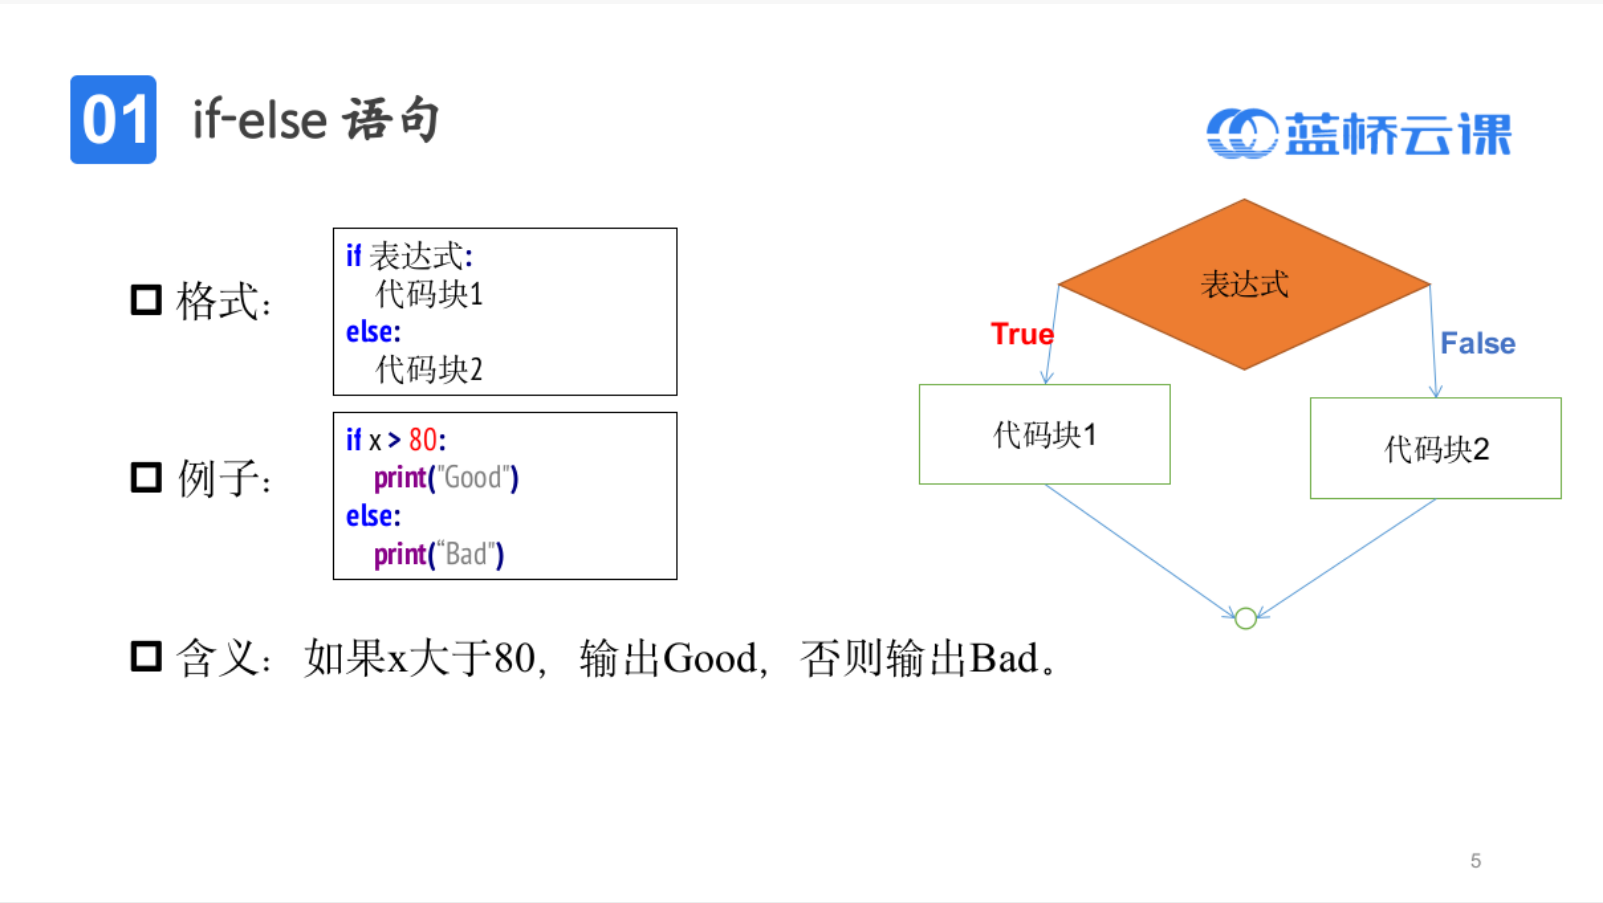 01 if-else 语句
蓝桥云课
格式：
if 表达式:
代码块1
else:
代码块2
例子：
if x > 80:
print("Good")
else:
print(“Bad")
含义： 如果x大于80，输出Good，否则输出Bad。
表达式
True
False
代码块1
代码块2
5